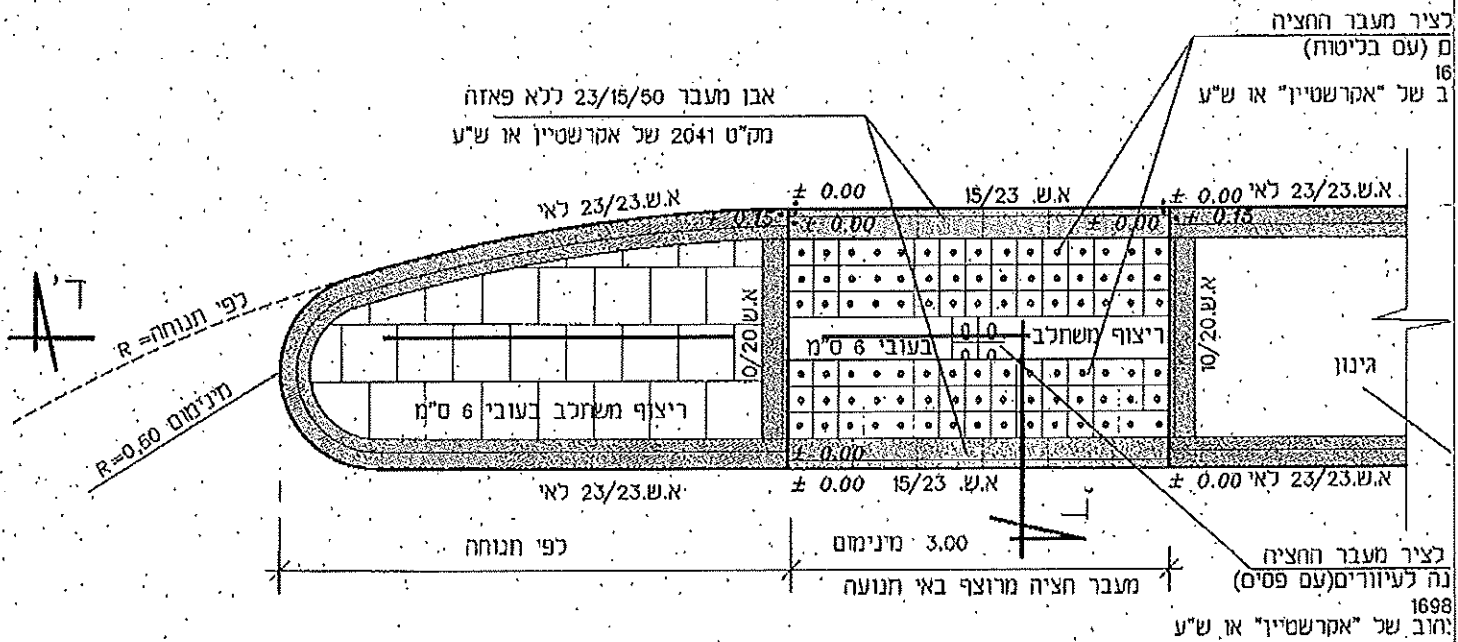 לציר מעבר החציה
ם (עם בליטות)
16
ב של "אקרשטיין" או ש"ע
אבן מעבר 23/15/50 ללא פאזה
מק"ט 2041 של אקרשטיין או ש"ע
א.ש.23/23 לאי
± 0.00
א.ש. 15/23
± 0.00
א.ש.23/23 לאי
± 0.15
± 0.00
± 0.00
± 0.15
ד'
לפי תנוחה=R
מינימום R=0,60
א.ש 10/20
ריצוף משתלב
בעובי 6 ס"מ
א.ש.10/20
גינון
ריצוף משתלב בעובי 6 ס"מ
± 0.00
א.ש.23/23 לאי
± 0.00
א.ש. 15/23
± 0.00
א.ש.23/23 לאי
ד'
לפי תנוחה
3.00 מינימום
מעבר חציה מרוצף באי תנועה
לציר מעבר החציה
נה לעיוורים(עם פסים)
1698
חוב של "אקרשטיין" או ש"ע